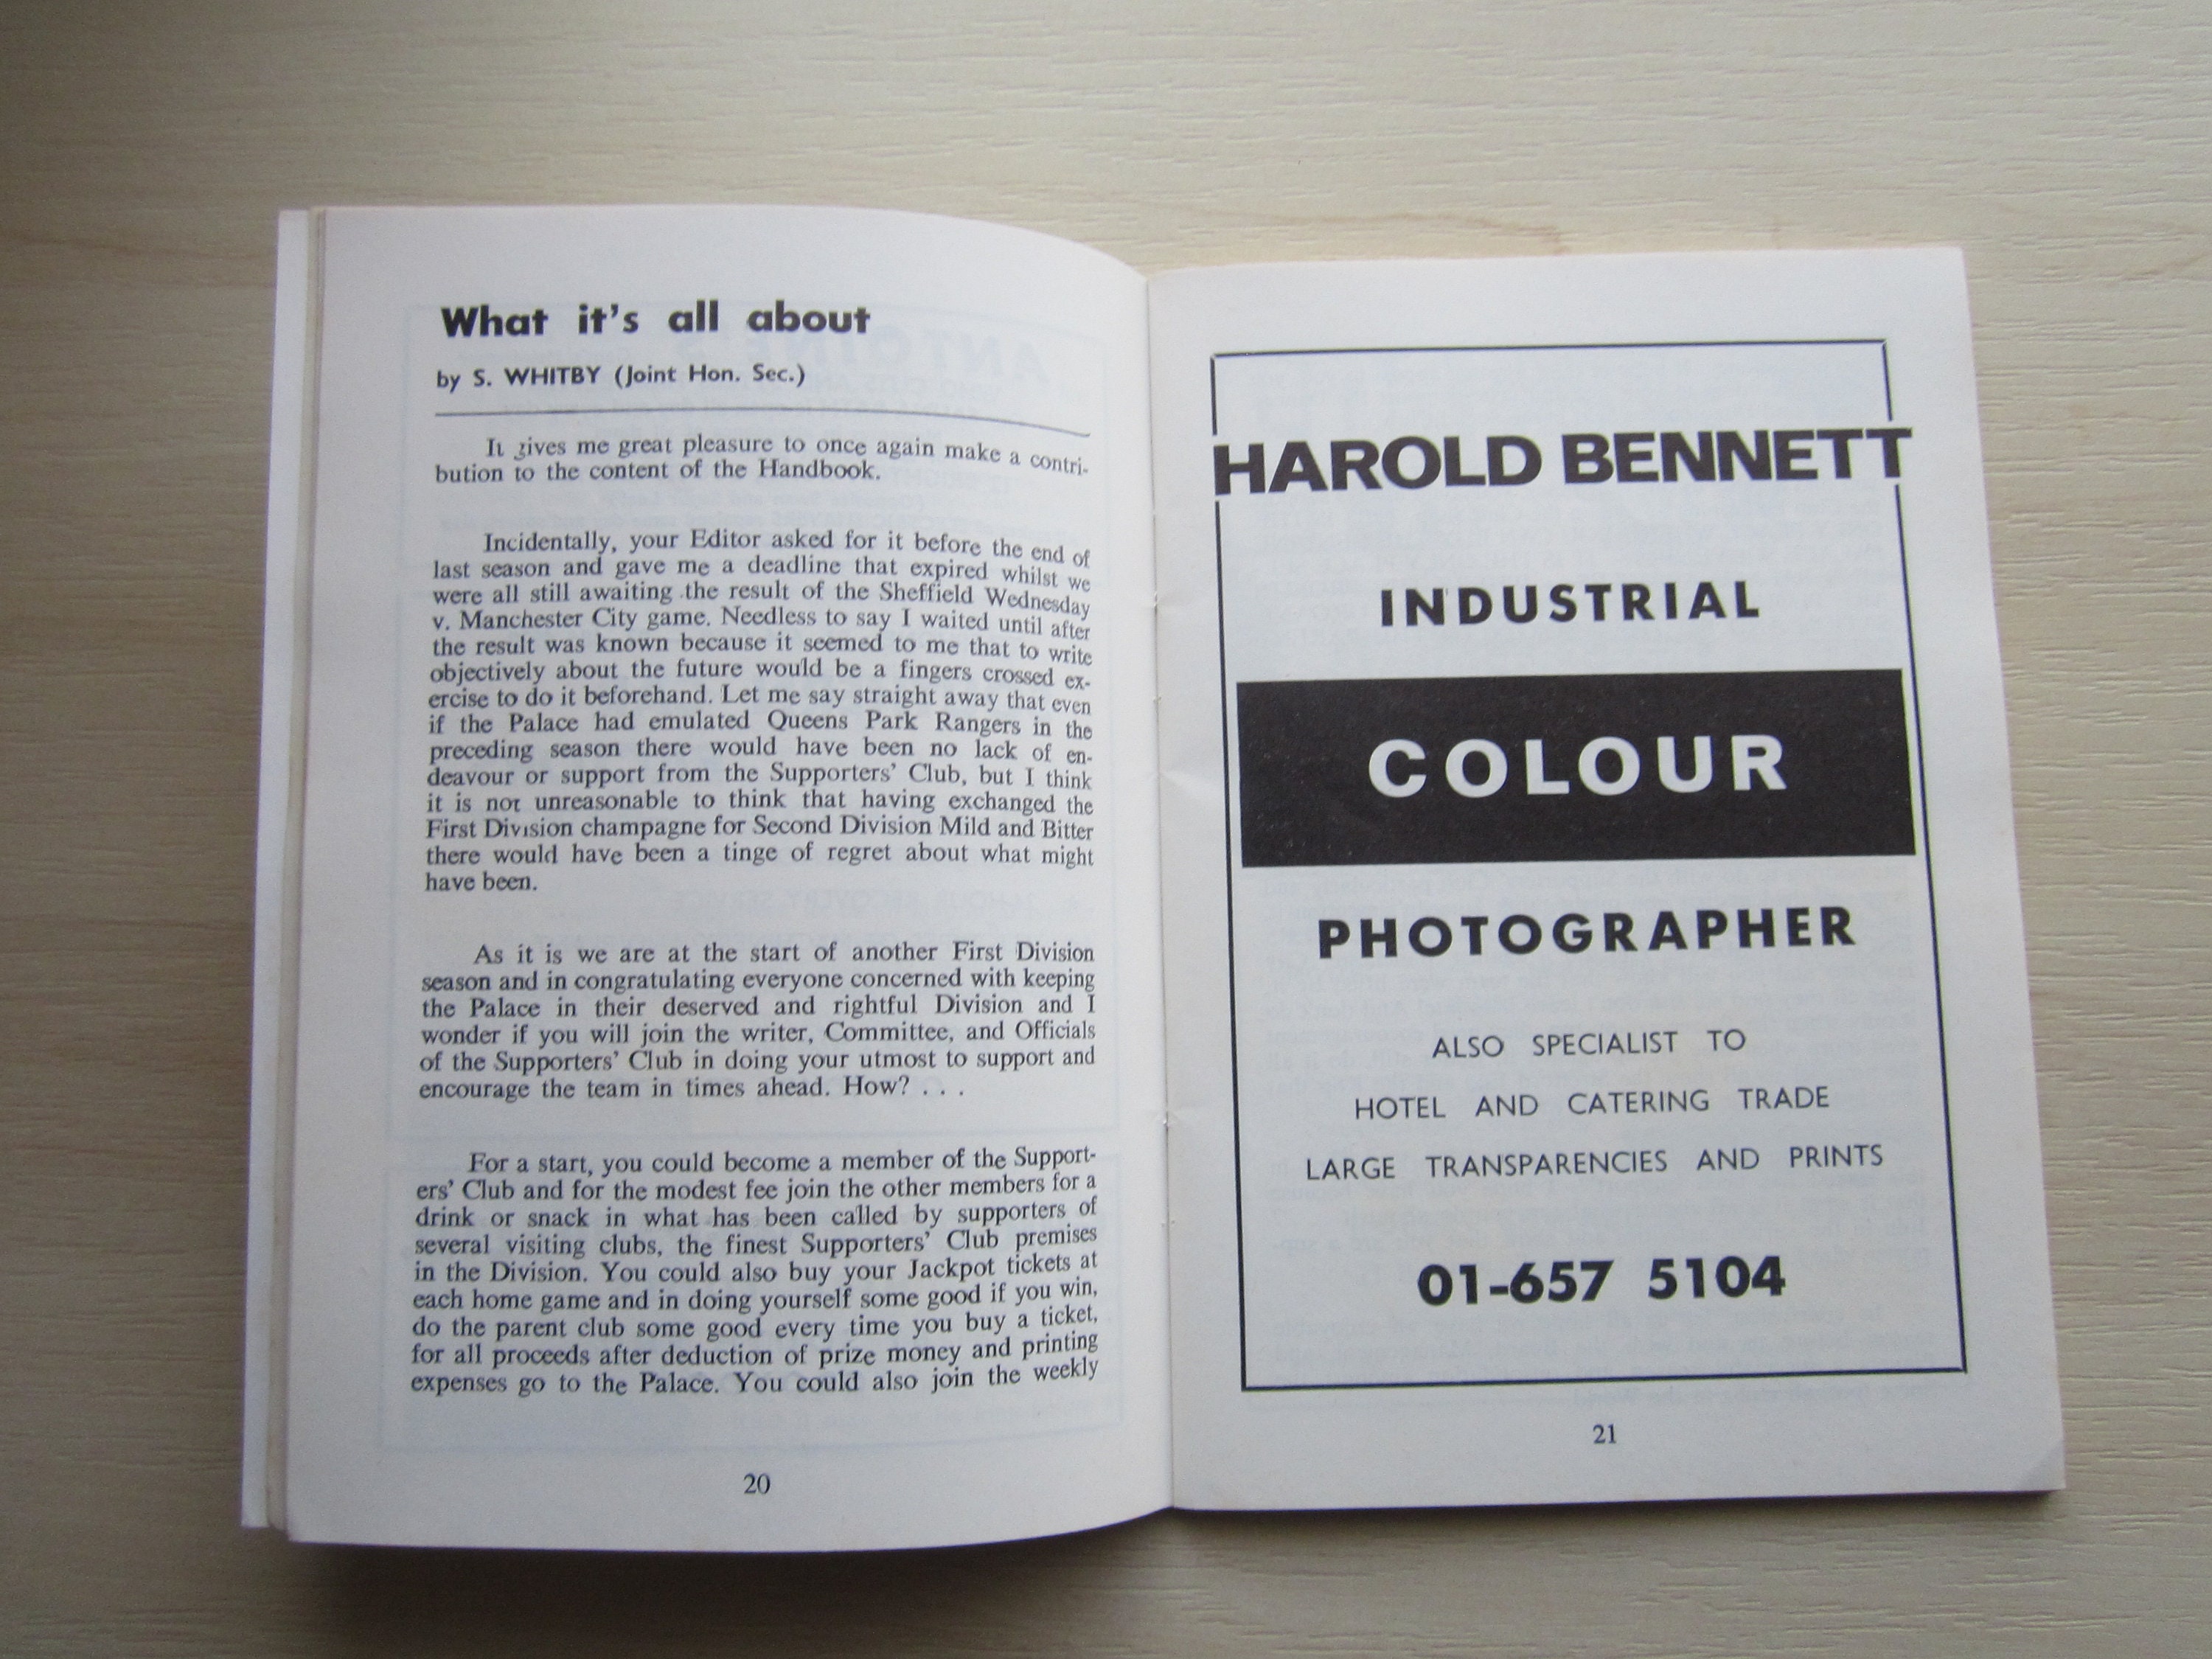 What it's all about
by S. WHITBY (Joint Hon. Sec.)
It gives me great pleasure to once again make a contri-
bution to the content of the Handbook.
Incidentally, your Editor asked for it before the end of
last season and gave me a deadline that expired whilst we
were all still awaiting the result of the Sheffield Wednesday
v. Manchester City game. Needless to say I waited until after
the result was known because it seemed to me that to write
objectively about the future would be a fingers crossed ex-
ercise to do it beforehand. Let me say straight away that even
if the Palace had emulated Queens Park Rangers in the
preceding season there would have been no lack of en-
deavour or support from the Supporters' Club, but I think
it is not unreasonable to think that having exchanged the
First Division champagne for Second Division Mild and Bitter
there would have been a tinge of regret about what might
have been.
As it is we are at the start of another First Division
season and in congratulating everyone concerned with keeping
the Palace in their deserved and rightful Division and I
wonder if you will join the writer, Committee, and Officials
of the Supporters' Club in doing your utmost to support and
encourage the team in times ahead. How? . . .
For a start, you could become a member of the Support-
ers' Club and for the modest fee join the other members for a
drink or snack in what has been called by supporters of
several visiting clubs, the finest Supporters' Club premises
in the Division. You could also buy your Jackpot tickets at
each home game and in doing yourself some good if you win,
do the parent club some good every time you buy a ticket,
for all proceeds after deduction of prize money and printing
expenses go to the Palace. You could also join the weekly
20
HAROLD BENNETT
INDUSTRIAL
COLOUR
PHOTOGRAPHER
ALSO SPECIALIST TO
HOTEL AND CATERING TRADE
LARGE TRANSPARENCIES AND PRINTS
01-657 5104
21